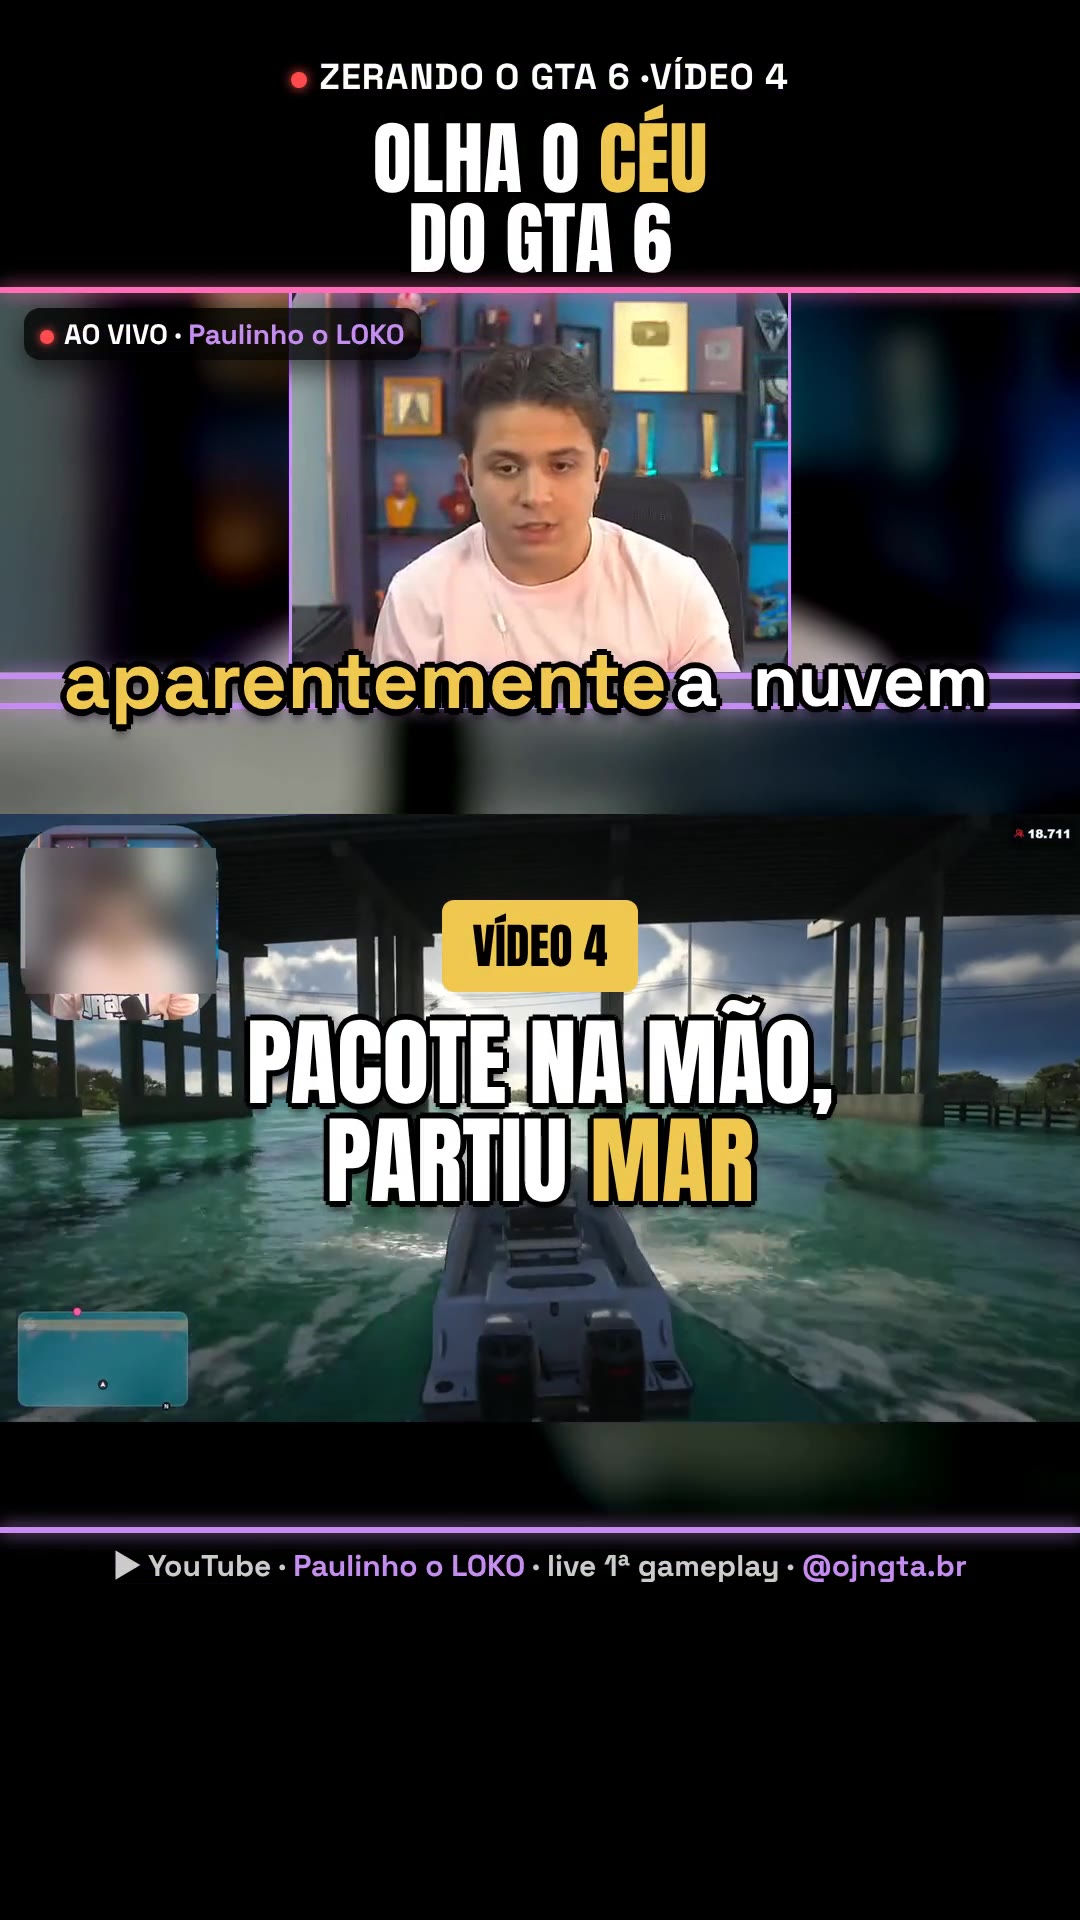 ZERANDO O GTA 6 ·VÍDEO 4
OLHA O CÉU
DO GTA 6
AO VIVO · Paulinho o LOKO
aparentemente a nuvem
18.711
VÍDEO 4
PACOTE NA MÃO,
PARTIU MAR
N
▶ YouTube · Paulinho o LOKO · live 1ª gameplay · @ojngta.br